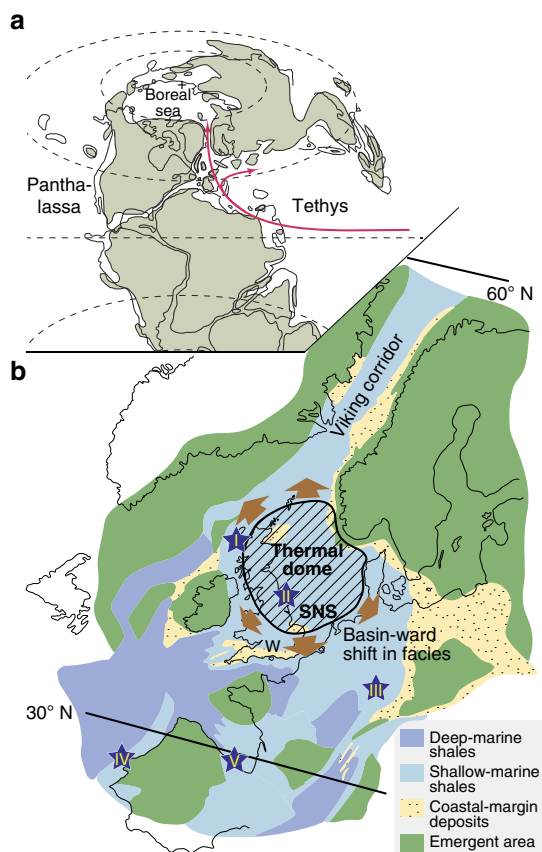 a
Boreal
sea
Pantha-
lassa
Tethys
60° N
b
Viking corridor
I
Thermal
dome
II
SNS
W
Basin-ward
shift in facies
III
30° N
IV
V
Deep-marine
shales
Shallow-marine
shales
Coastal-margin
deposits
Emergent area